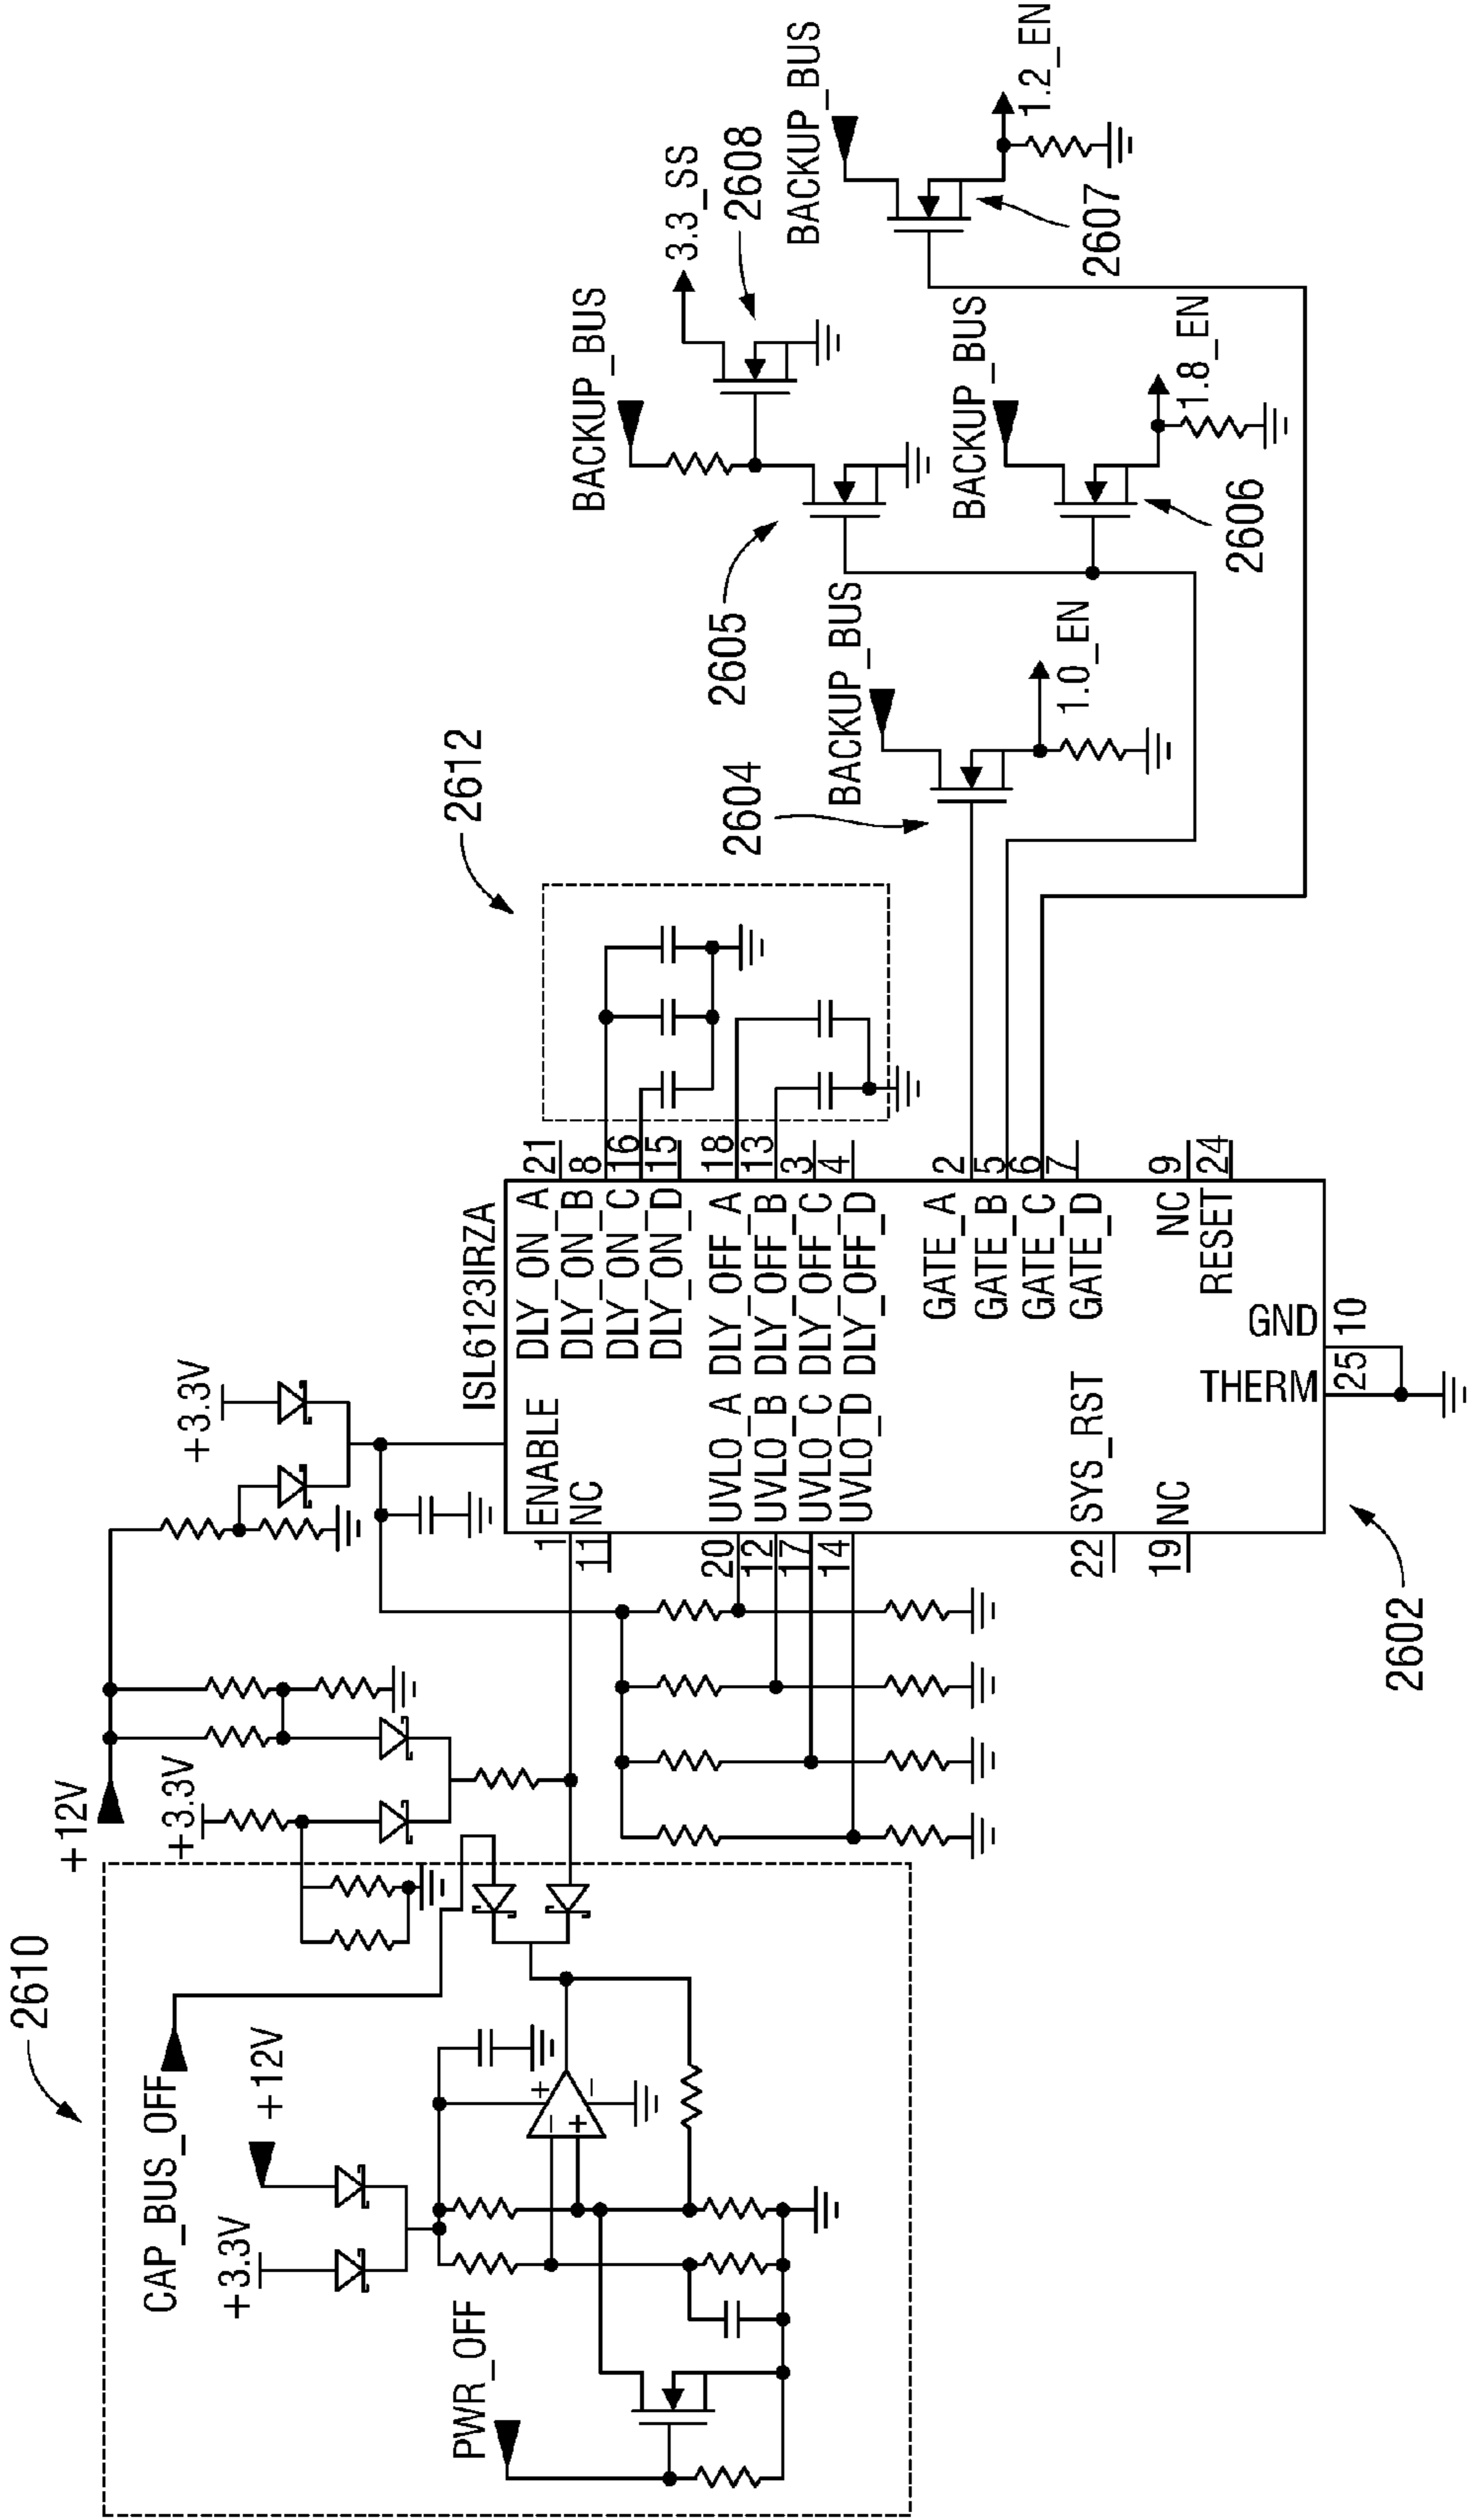 2610
CAP_BUS_OFF
+12V
+3.3V
PWR_OFF
+12V
+3.3V
+3.3V
ISL6123IRZA
1 ENABLE
11 NC
20 UVLO_A
12 UVLO_B
17 UVLO_C
14 UVLO_D
22 SYS_RST
19 NC
DLY_ON_A 21
DLY_ON_B 8
DLY_ON_C 16
DLY_ON_D 15
DLY_OFF_A 18
DLY_OFF_B 13
DLY_OFF_C 3
DLY_OFF_D 4
GATE_A 2
GATE_B 5
GATE_C 6
GATE_D 7
NC 9
RESET 24
GND 10
THERM 25
2602
2612
2604
BACKUP_BUS
1.0_EN
2605
BACKUP_BUS
3.3_SS
2608
BACKUP_BUS
1.8_EN
2606
BACKUP_BUS
1.2_EN
2607
+
−
−
+